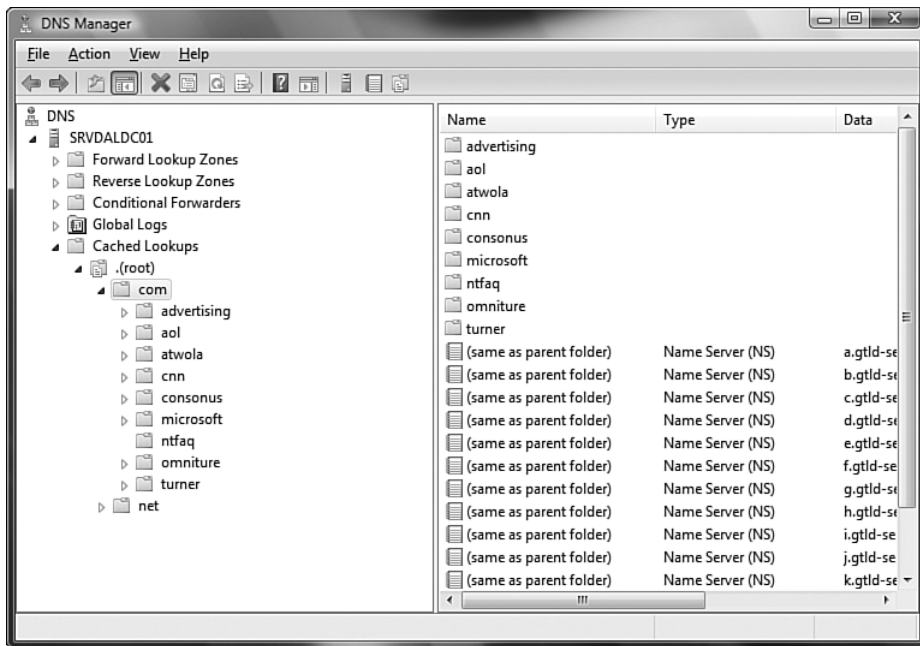 DNS Manager
File Action View Help
DNS
SRVDALDC01
Forward Lookup Zones
Reverse Lookup Zones
Conditional Forwarders
Global Logs
Cached Lookups
.(root)
com
advertising
aol
atwola
cnn
consonus
microsoft
ntfaq
omniture
turner
net
Name Type Data
advertising
aol
atwola
cnn
consonus
microsoft
ntfaq
omniture
turner
(same as parent folder) Name Server (NS) a.gtld-se
(same as parent folder) Name Server (NS) b.gtld-se
(same as parent folder) Name Server (NS) c.gtld-se
(same as parent folder) Name Server (NS) d.gtld-se
(same as parent folder) Name Server (NS) e.gtld-se
(same as parent folder) Name Server (NS) f.gtld-se
(same as parent folder) Name Server (NS) g.gtld-se
(same as parent folder) Name Server (NS) h.gtld-se
(same as parent folder) Name Server (NS) i.gtld-se
(same as parent folder) Name Server (NS) j.gtld-se
(same as parent folder) Name Server (NS) k.gtld-se